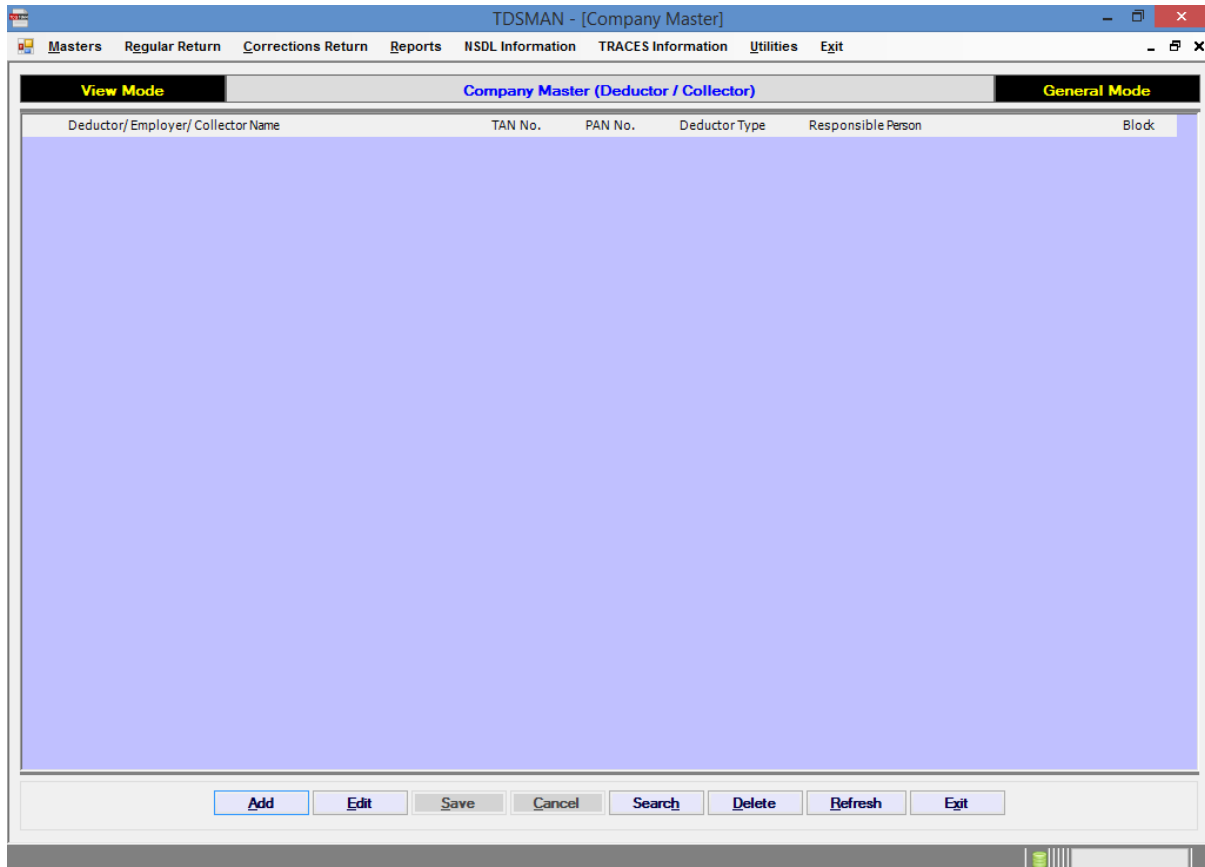 TDSMAN - [Company Master]
Masters Regular Return Corrections Return Reports NSDL Information TRACES Information Utilities Exit
View Mode Company Master (Deductor / Collector) General Mode
Deductor/ Employer/ Collector Name TAN No. PAN No. Deductor Type Responsible Person Block
Add Edit Save Cancel Search Delete Refresh Exit